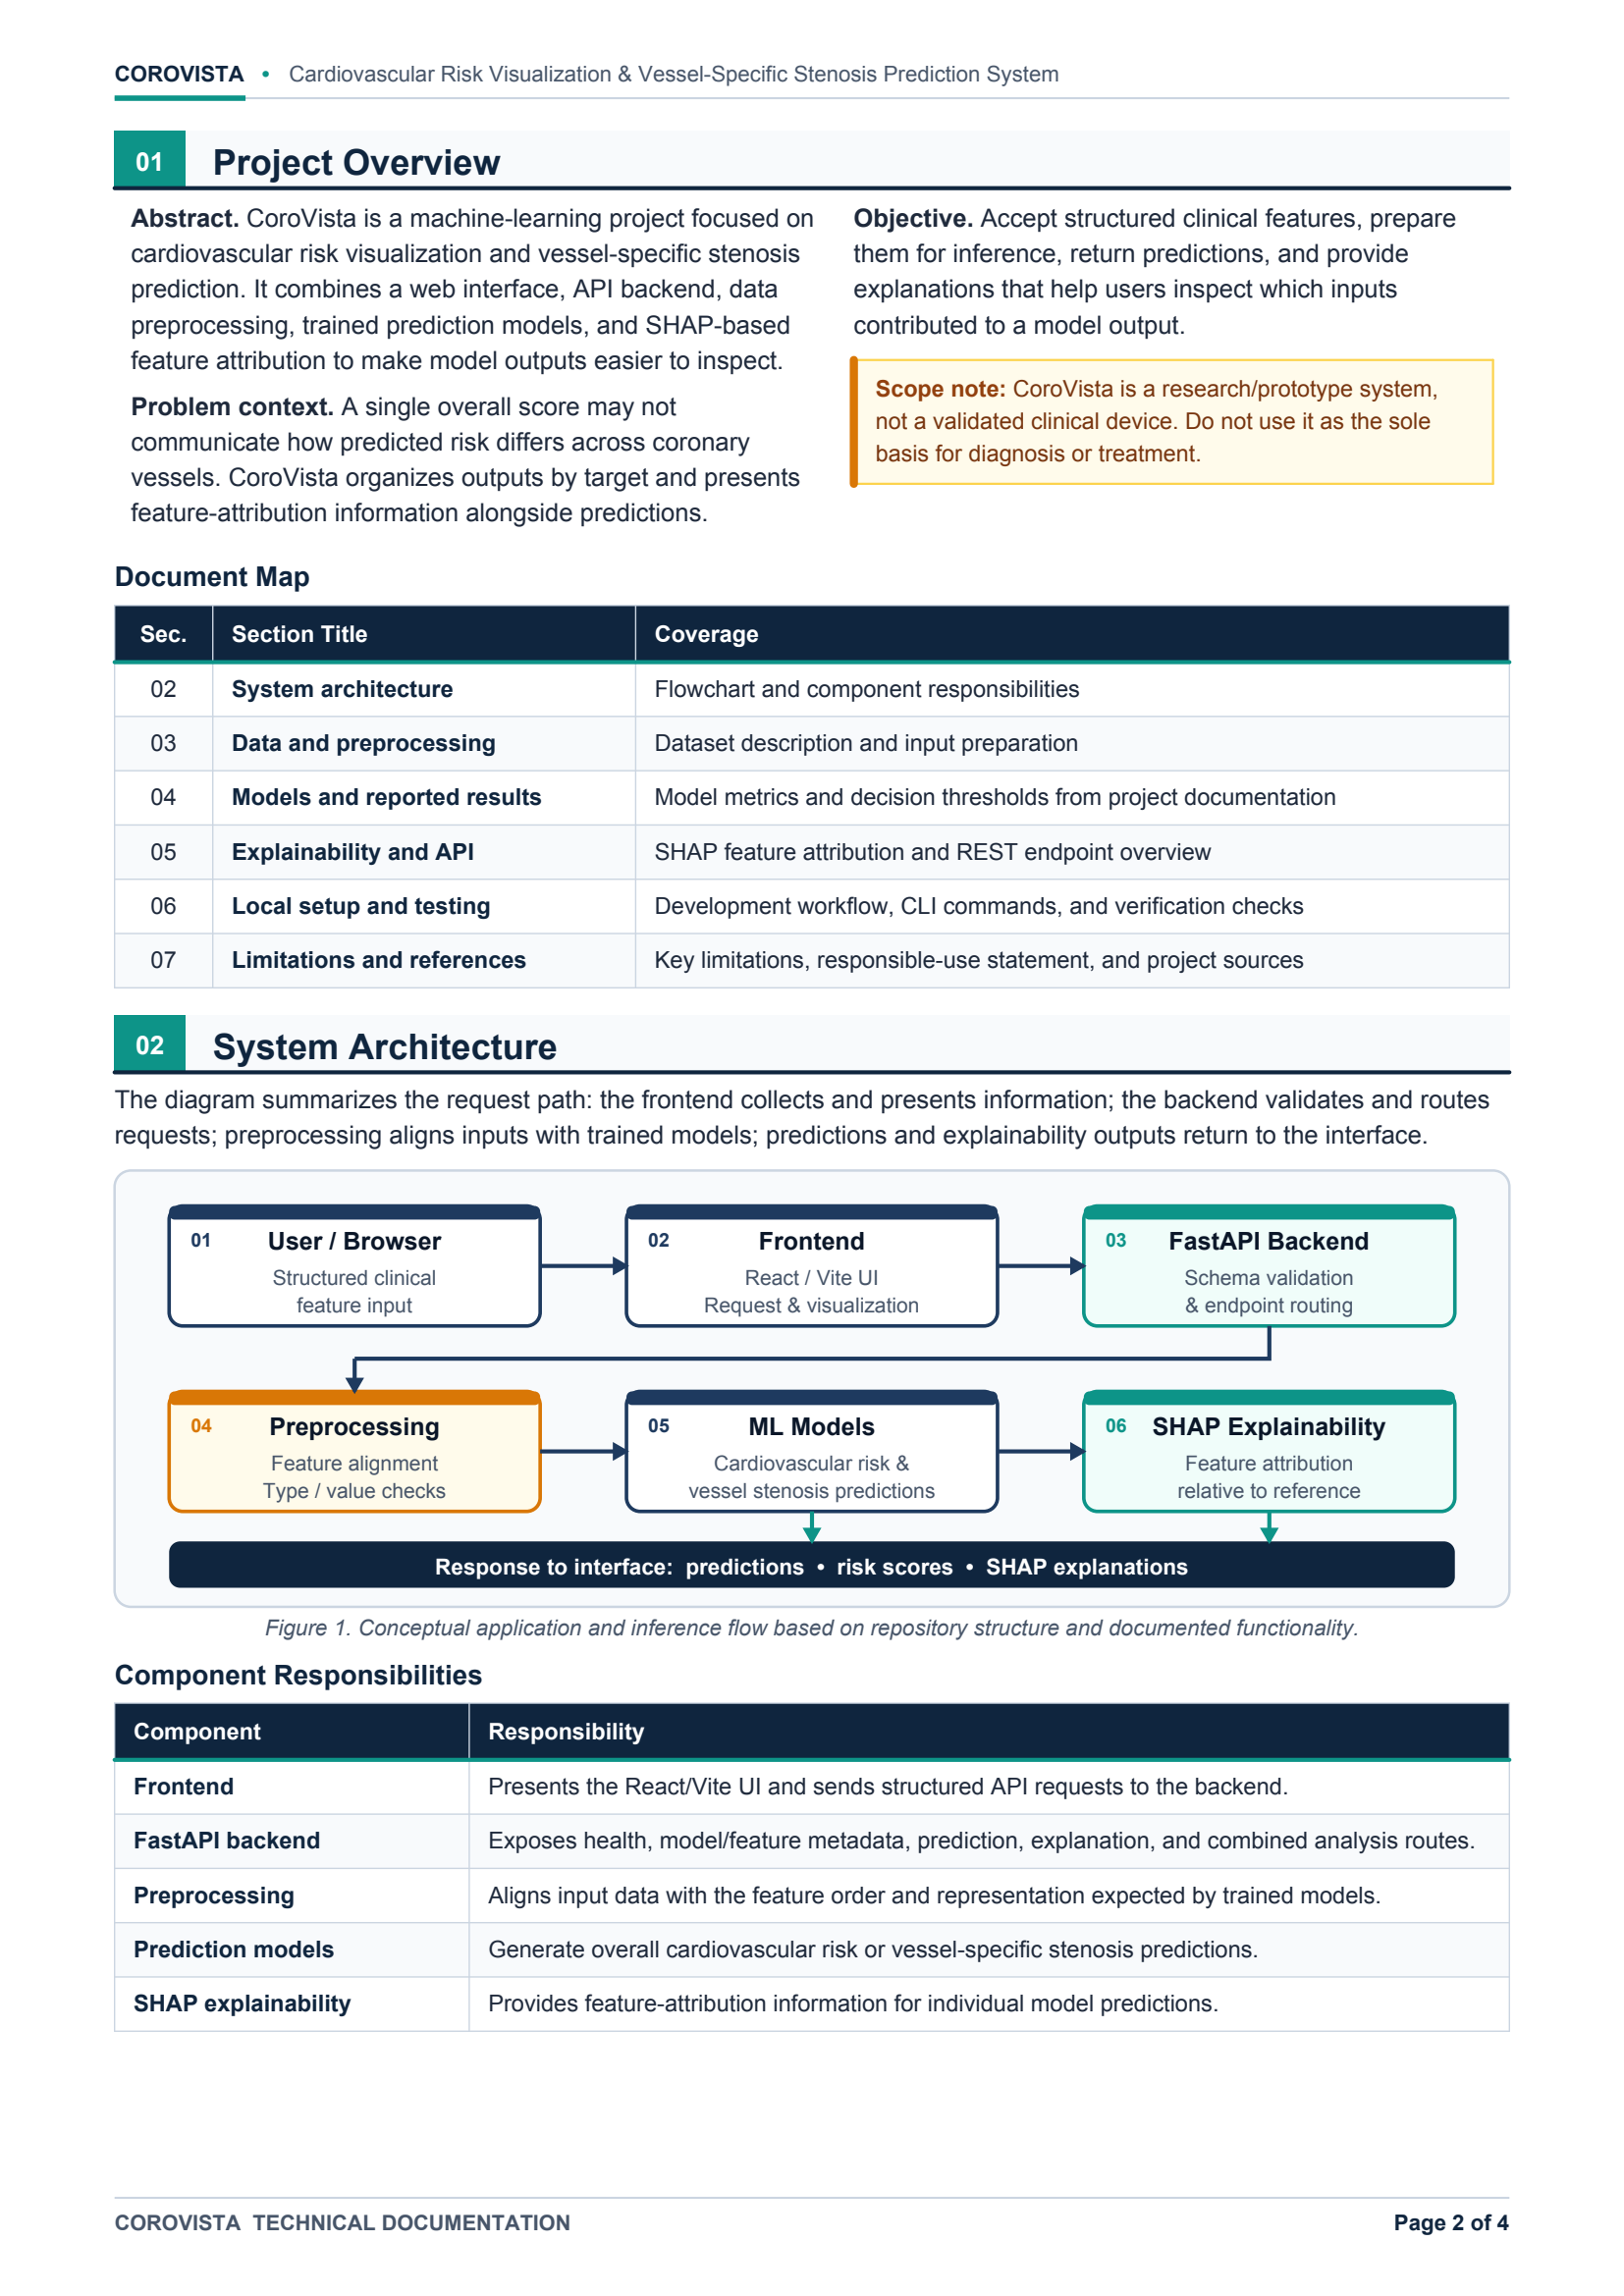 COROVISTA • Cardiovascular Risk Visualization & Vessel-Specific Stenosis Prediction System
01 Project Overview
Abstract. CoroVista is a machine-learning project focused on
cardiovascular risk visualization and vessel-specific stenosis
prediction. It combines a web interface, API backend, data
preprocessing, trained prediction models, and SHAP-based
feature attribution to make model outputs easier to inspect.
Problem context. A single overall score may not
communicate how predicted risk differs across coronary
vessels. CoroVista organizes outputs by target and presents
feature-attribution information alongside predictions.
Objective. Accept structured clinical features, prepare
them for inference, return predictions, and provide
explanations that help users inspect which inputs
contributed to a model output.
Scope note: CoroVista is a research/prototype system,
not a validated clinical device. Do not use it as the sole
basis for diagnosis or treatment.
Document Map
Sec. Section Title Coverage
02 System architecture Flowchart and component responsibilities
03 Data and preprocessing Dataset description and input preparation
04 Models and reported results Model metrics and decision thresholds from project documentation
05 Explainability and API SHAP feature attribution and REST endpoint overview
06 Local setup and testing Development workflow, CLI commands, and verification checks
07 Limitations and references Key limitations, responsible-use statement, and project sources
02 System Architecture
The diagram summarizes the request path: the frontend collects and presents information; the backend validates and routes
requests; preprocessing aligns inputs with trained models; predictions and explainability outputs return to the interface.
01 User / Browser
Structured clinical
feature input
02 Frontend
React / Vite UI
Request & visualization
03 FastAPI Backend
Schema validation
& endpoint routing
04 Preprocessing
Feature alignment
Type / value checks
05 ML Models
Cardiovascular risk &
vessel stenosis predictions
06 SHAP Explainability
Feature attribution
relative to reference
Response to interface: predictions • risk scores • SHAP explanations
Figure 1. Conceptual application and inference flow based on repository structure and documented functionality.
Component Responsibilities
Component Responsibility
Frontend Presents the React/Vite UI and sends structured API requests to the backend.
FastAPI backend Exposes health, model/feature metadata, prediction, explanation, and combined analysis routes.
Preprocessing Aligns input data with the feature order and representation expected by trained models.
Prediction models Generate overall cardiovascular risk or vessel-specific stenosis predictions.
SHAP explainability Provides feature-attribution information for individual model predictions.
COROVISTA TECHNICAL DOCUMENTATION Page 2 of 4